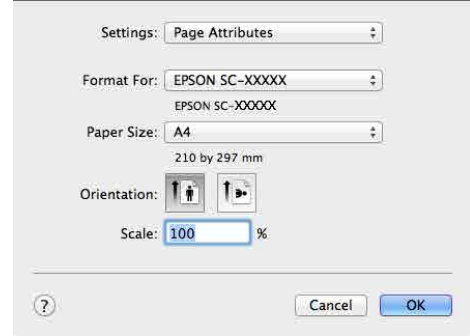 Settings: Page Attributes
Format For: EPSON SC-XXXXX
EPSON SC-XXXXX
Paper Size: A4
210 by 297 mm
Orientation:
Scale: 100 %
? Cancel OK